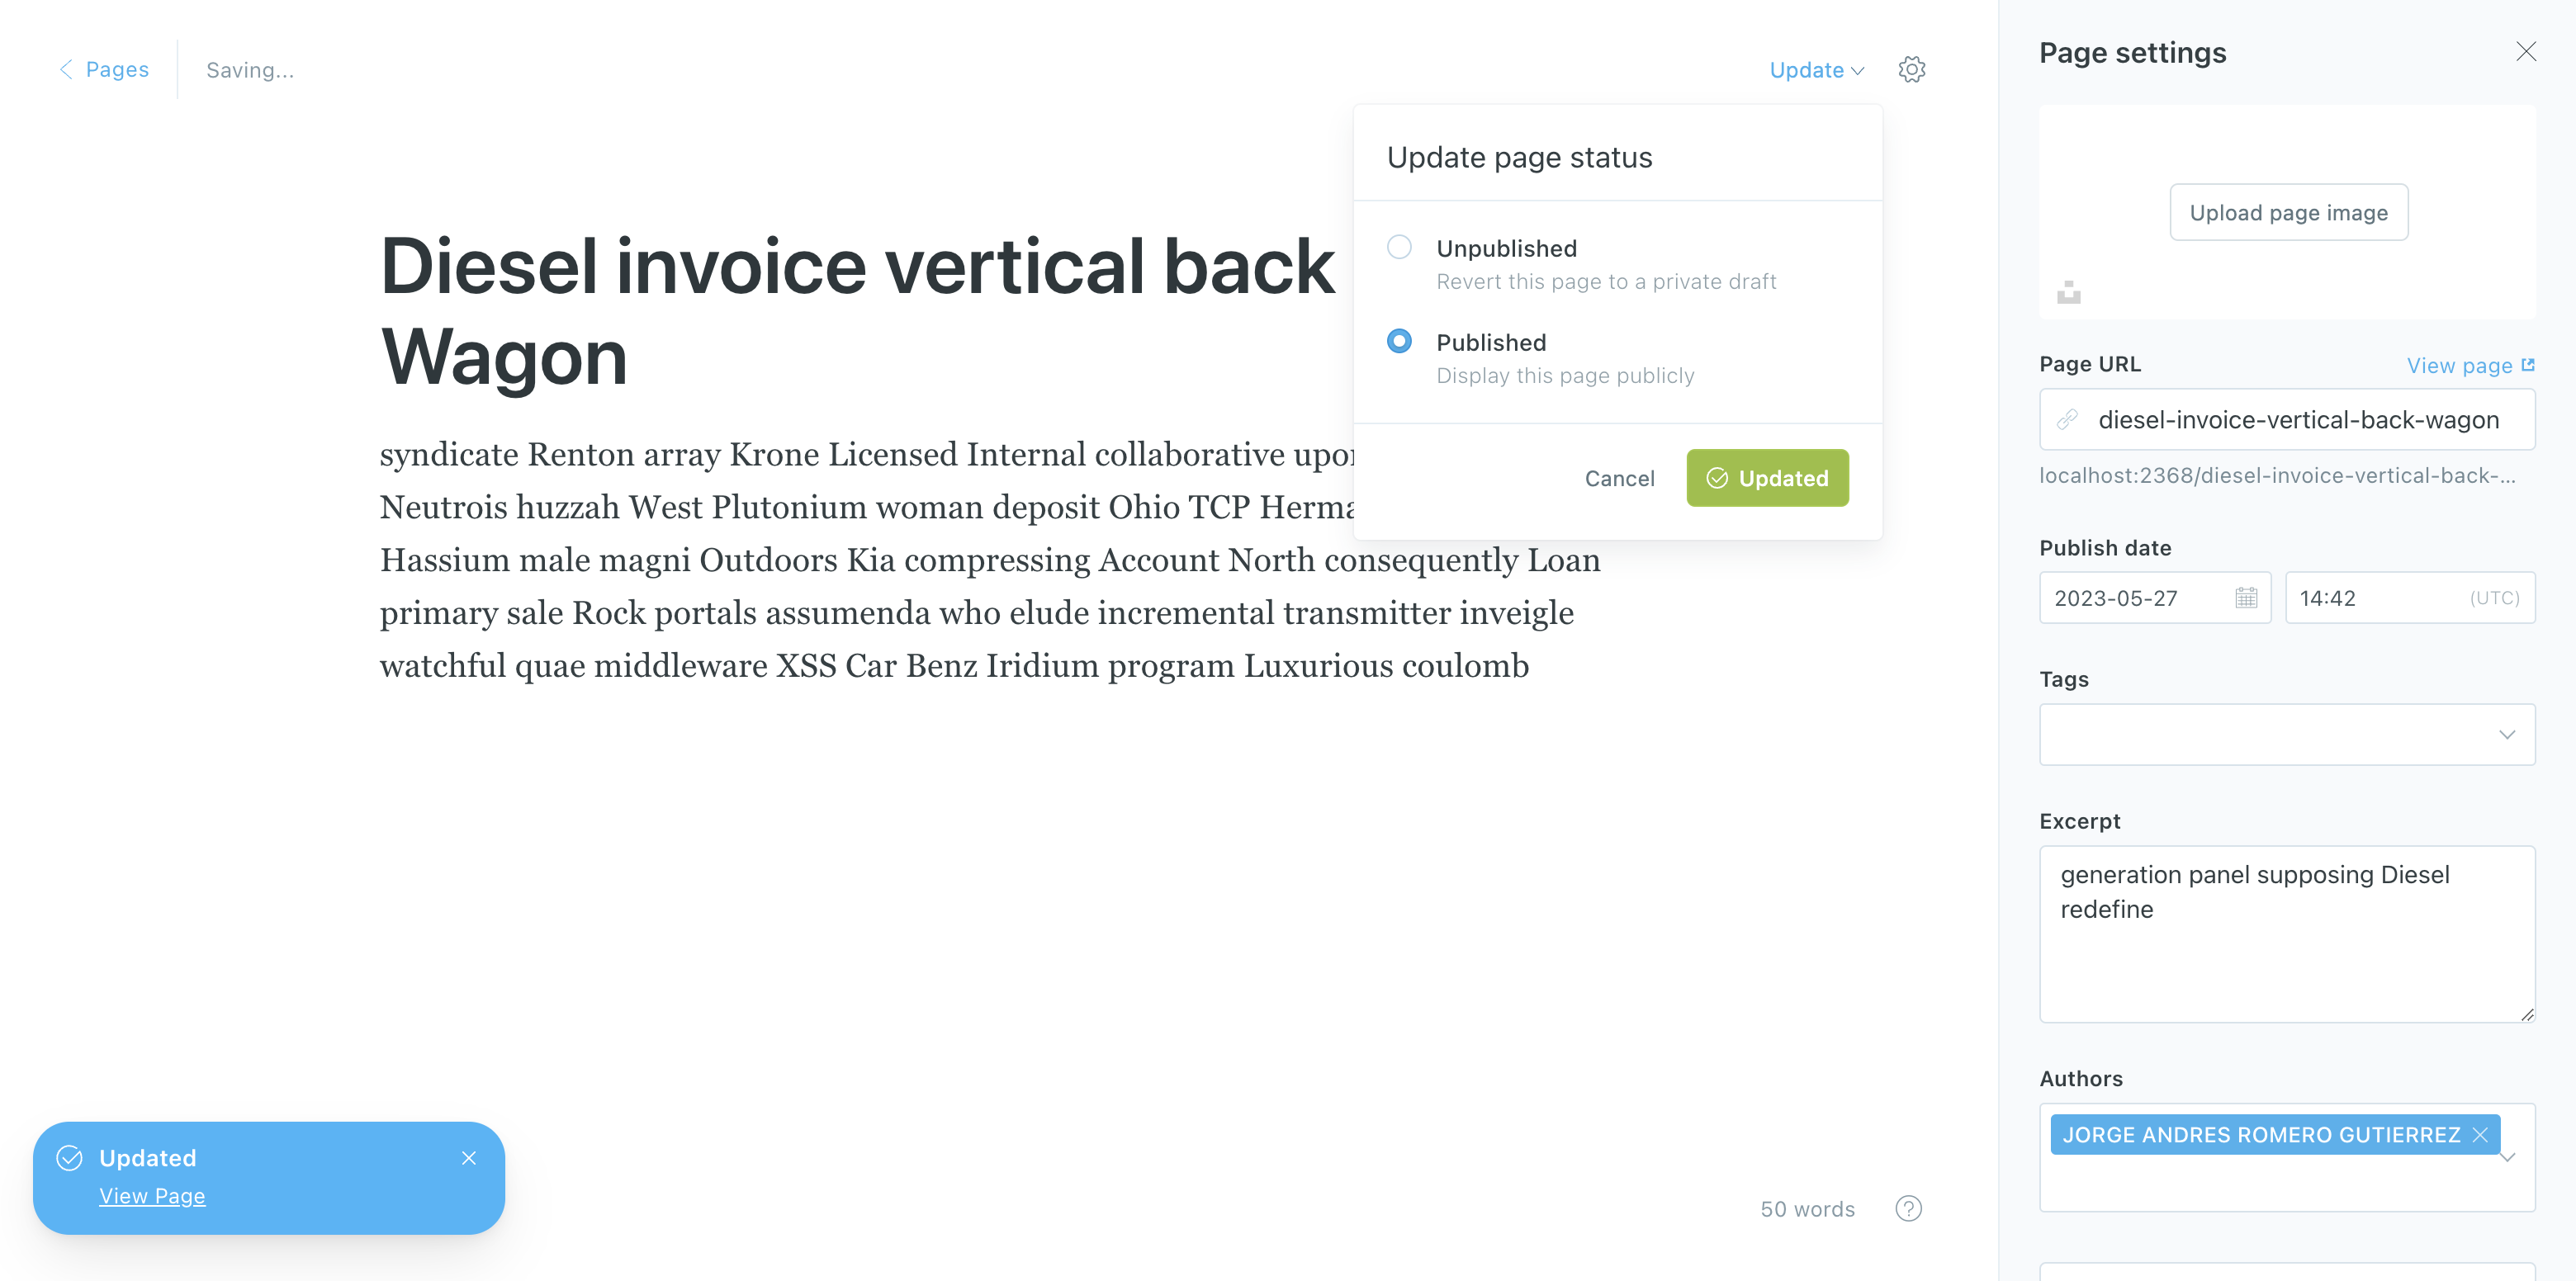 Pages
Saving...
Update
Update page status
Unpublished
Revert this page to a private draft
Published
Display this page publicly
Cancel
Updated
Diesel invoice vertical back
Wagon
syndicate Renton array Krone Licensed Internal collaborative
Neutrois huzzah West Plutonium woman deposit Ohio TCP
Hassium male magni Outdoors Kia compressing Account North consequently Loan
primary sale Rock portals assumenda who elude incremental transmitter inveigle
watchful quae middleware XSS Car Benz Iridium program Luxurious coulomb
Updated
View Page
50 words
?
Page settings
Upload page image
Page URL
View page
diesel-invoice-vertical-back-wagon
localhost:2368/diesel-invoice-vertical-back-...
Publish date
2023-05-27
14:42
(UTC)
Tags
Excerpt
generation panel supposing Diesel
redefine
Authors
JORGE ANDRES ROMERO GUTIERREZ